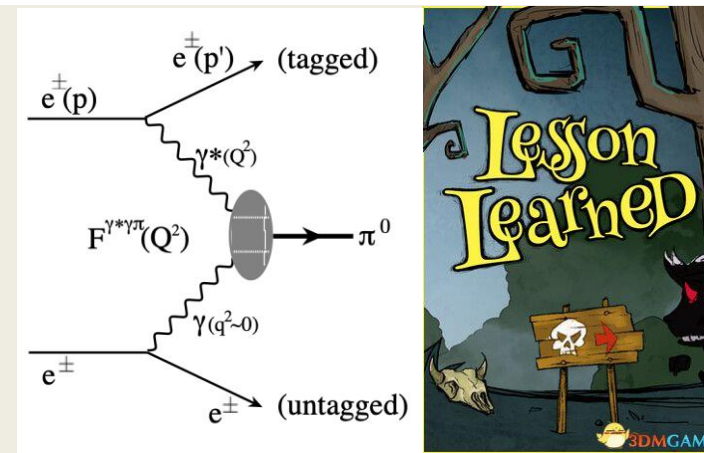 e±(p') (tagged)
e±(p)
γ*(Q²)
F^γ*γπ(Q²)
π⁰
γ(q²~0)
e±
e± (untagged)
Lesson
Learned
3DMGAM